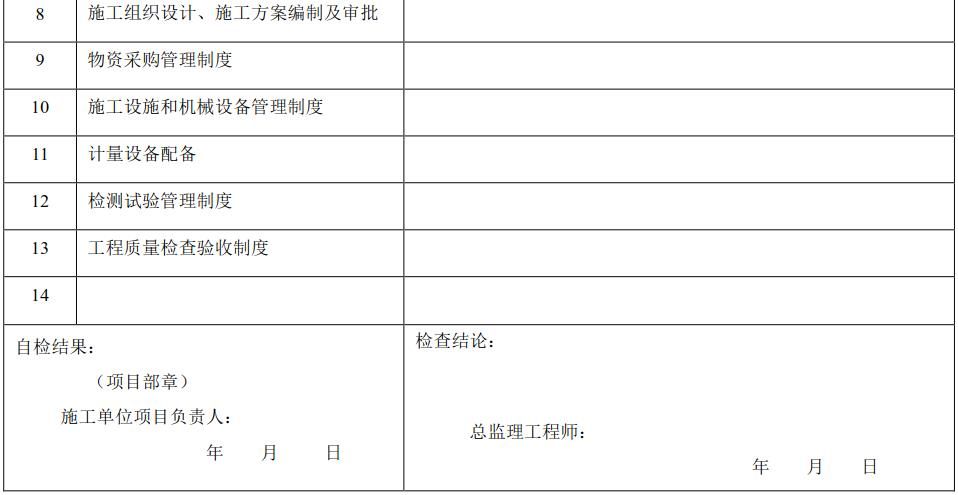 8 施工组织设计、施工方案编制及审批
9 物资采购管理制度
10 施工设施和机械设备管理制度
11 计量设备配备
12 检测试验管理制度
13 工程质量检查验收制度
14
自检结果：
（项目部章）
施工单位项目负责人：
年 月 日
检查结论：
总监理工程师：
年 月 日